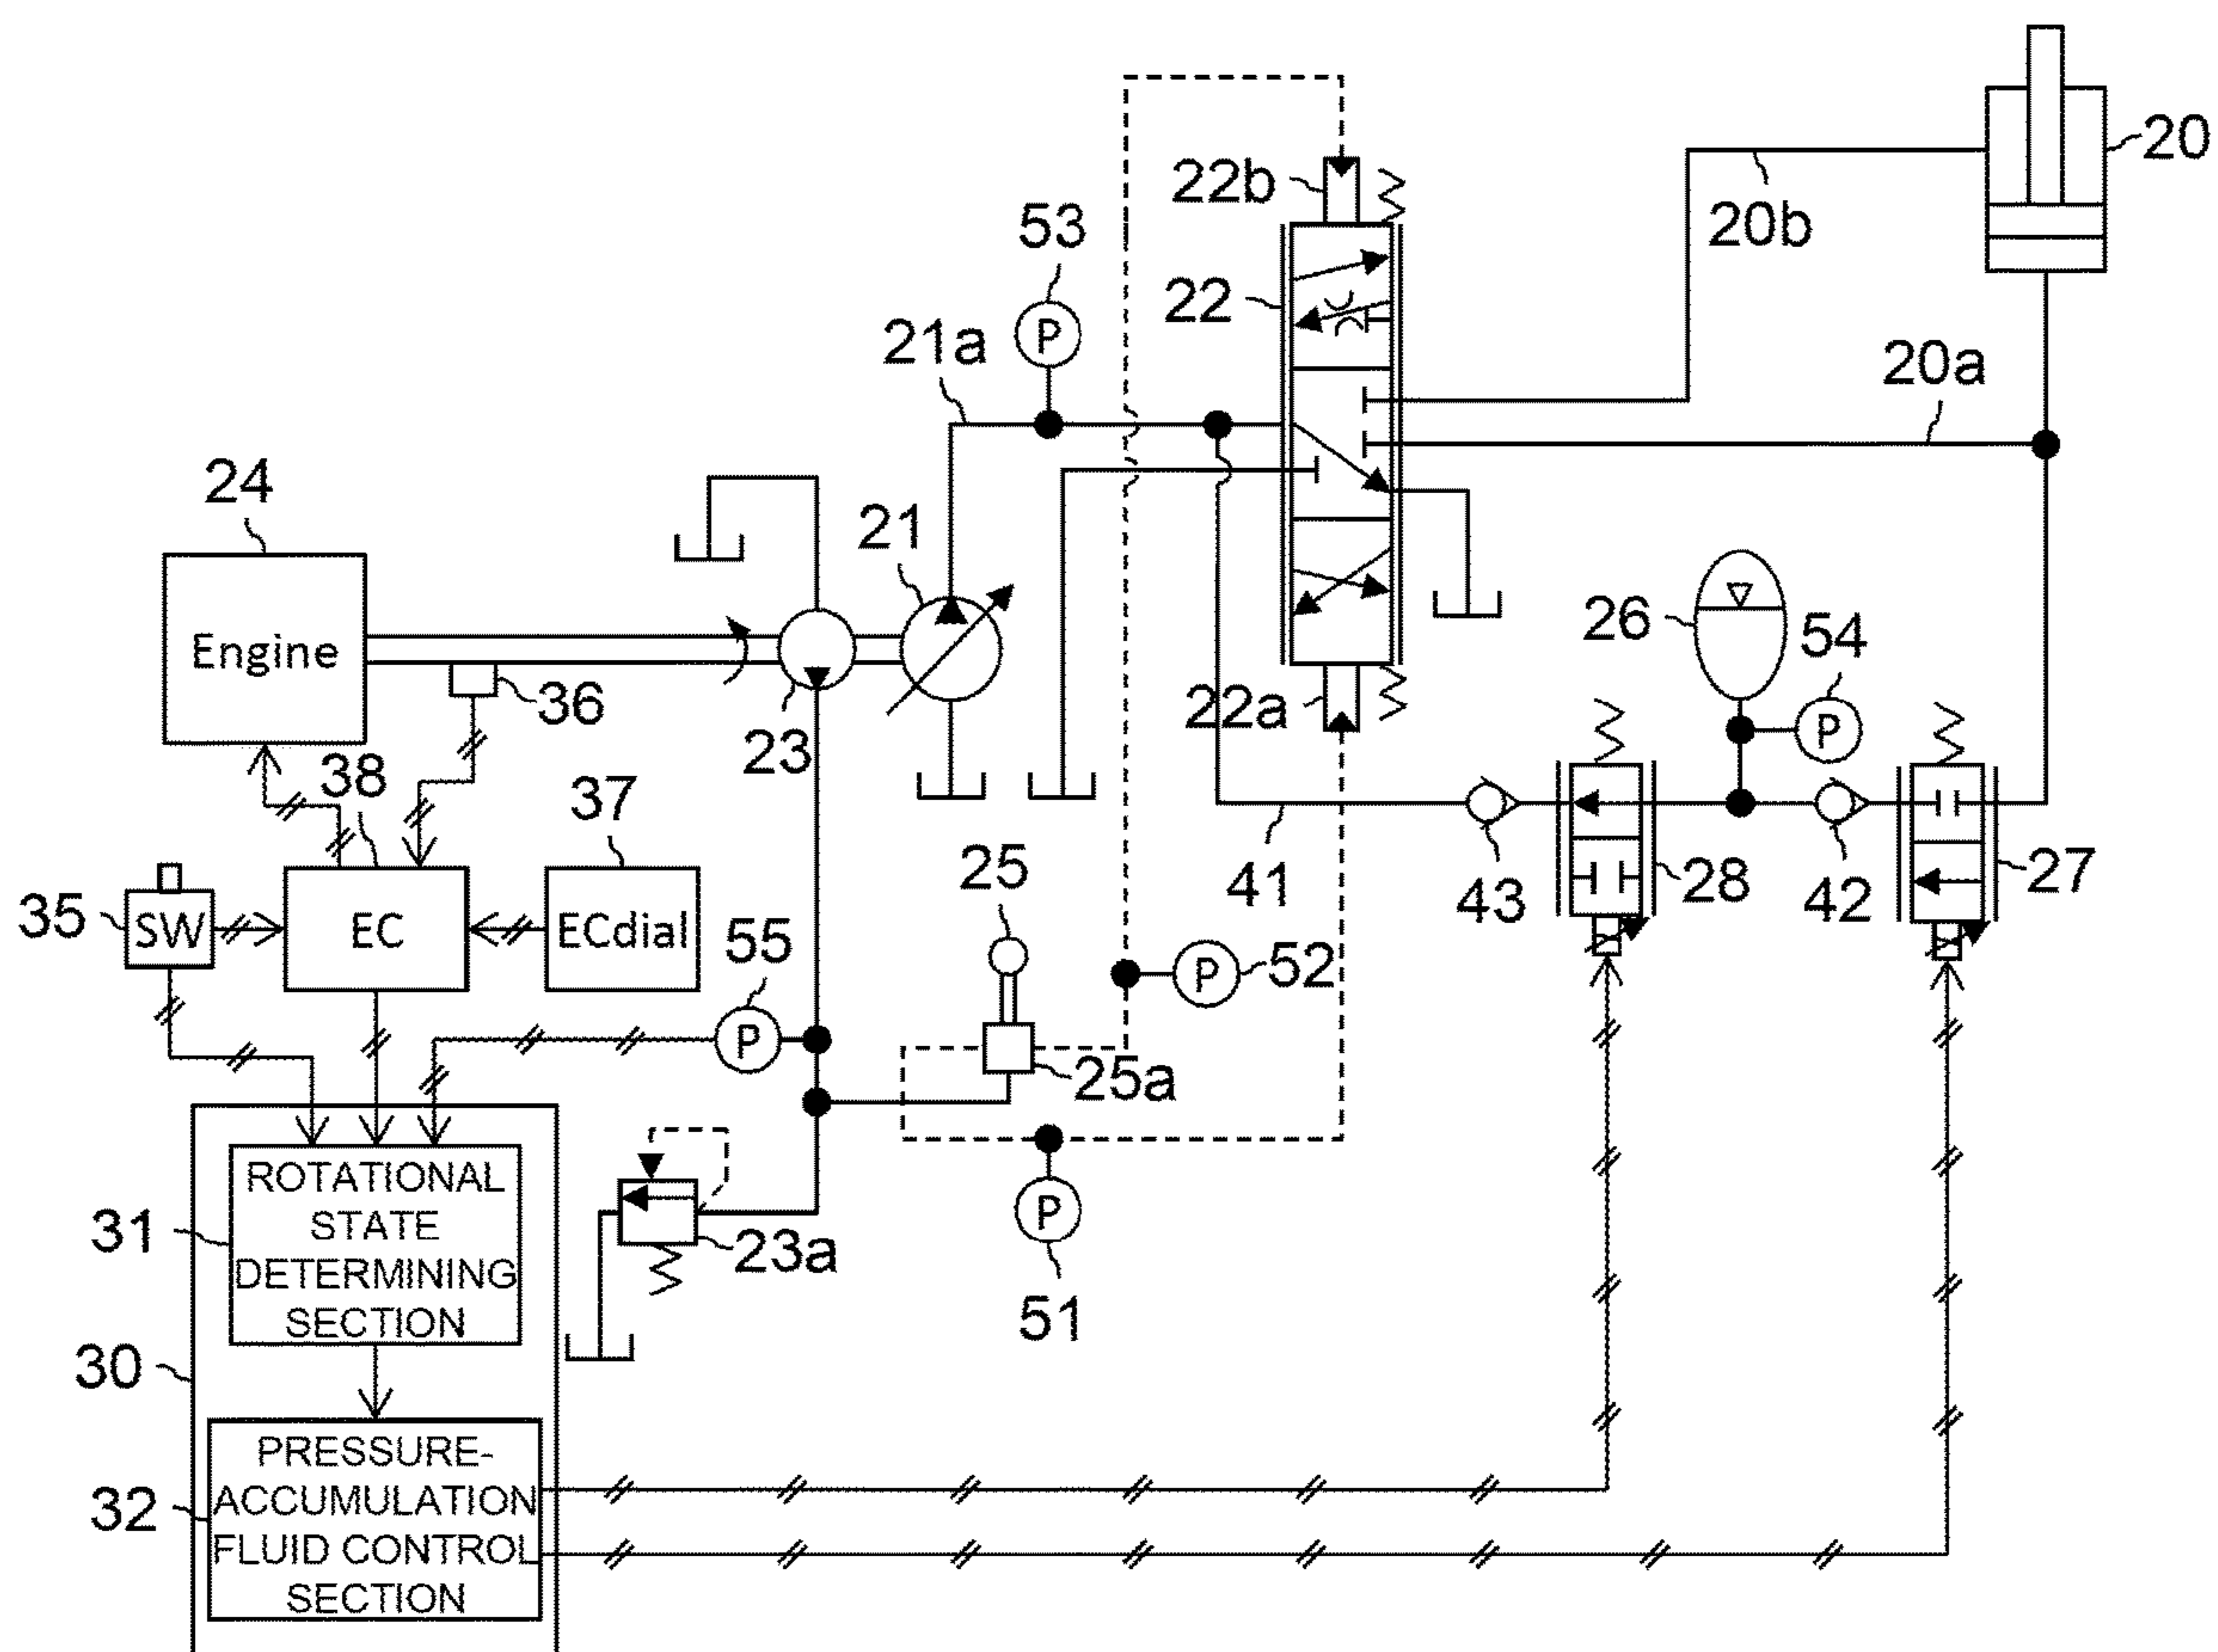 20
22b
20b
53
22
21a
20a
24
21
26
54
Engine
P
36
22a
23
P
38
37
25
41
43
28
42
27
35
SW
EC
ECdial
55
P
52
P
25a
ROTATIONAL
STATE
DETERMINING
SECTION
31
23a
P
51
30
PRESSURE-
ACCUMULATION
FLUID CONTROL
SECTION
32